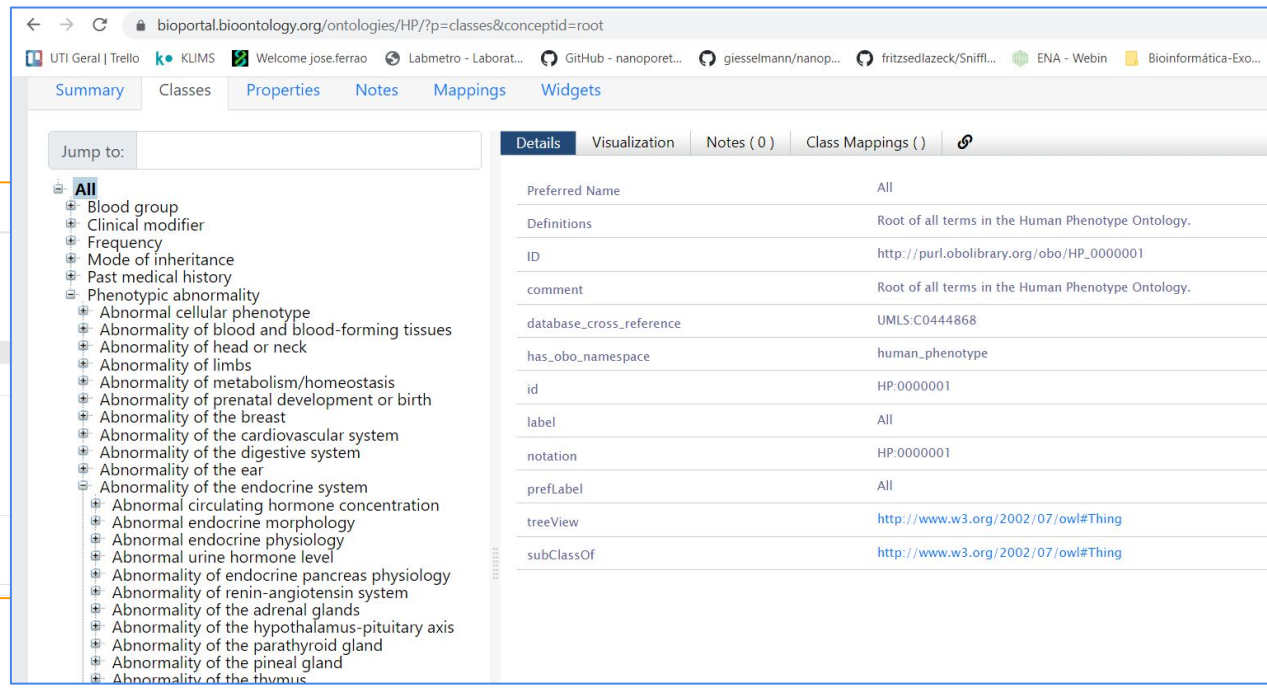 bioportal.bioontology.org/ontologies/HP/?p=classes&conceptid=root
UTI Geral | Trello KLIMS Welcome jose.ferrao Labmetro - Laborat... GitHub - nanoporet... giesselmann/nanop... fritzsedlazeck/Sniffl... ENA - Webin Bioinformática-Exo...
Summary Classes Properties Notes Mappings Widgets
Jump to:
All
Blood group
Clinical modifier
Frequency
Mode of inheritance
Past medical history
Phenotypic abnormality
Abnormal cellular phenotype
Abnormality of blood and blood-forming tissues
Abnormality of head or neck
Abnormality of limbs
Abnormality of metabolism/homeostasis
Abnormality of prenatal development or birth
Abnormality of the breast
Abnormality of the cardiovascular system
Abnormality of the digestive system
Abnormality of the ear
Abnormality of the endocrine system
Abnormal circulating hormone concentration
Abnormal endocrine morphology
Abnormal endocrine physiology
Abnormal urine hormone level
Abnormality of endocrine pancreas physiology
Abnormality of renin-angiotensin system
Abnormality of the adrenal glands
Abnormality of the hypothalamus-pituitary axis
Abnormality of the parathyroid gland
Abnormality of the pineal gland
Abnormality of the thymus
Details Visualization Notes ( 0 ) Class Mappings ( )
Preferred Name All
Definitions Root of all terms in the Human Phenotype Ontology.
ID http://purl.obolibrary.org/obo/HP_0000001
comment Root of all terms in the Human Phenotype Ontology.
database_cross_reference UMLS:C0444868
has_obo_namespace human_phenotype
id HP:0000001
label All
notation HP:0000001
prefLabel All
treeView http://www.w3.org/2002/07/owl#Thing
subClassOf http://www.w3.org/2002/07/owl#Thing